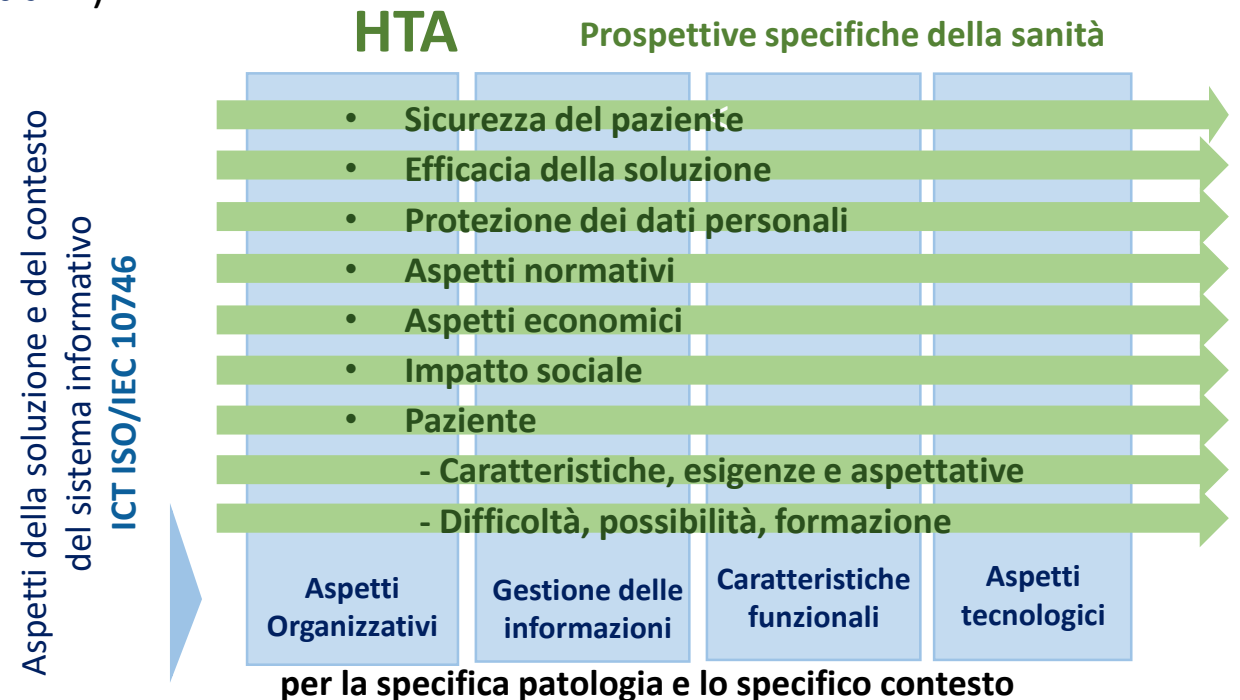 HTA
Prospettive specifiche della sanità
Aspetti della soluzione e del contesto
del sistema informativo
ICT ISO/IEC 10746
• Sicurezza del paziente
• Efficacia della soluzione
• Protezione dei dati personali
• Aspetti normativi
• Aspetti economici
• Impatto sociale
• Paziente
- Caratteristiche, esigenze e aspettative
- Difficoltà, possibilità, formazione
Aspetti
Organizzativi
Gestione delle
informazioni
Caratteristiche
funzionali
Aspetti
tecnologici
per la specifica patologia e lo specifico contesto